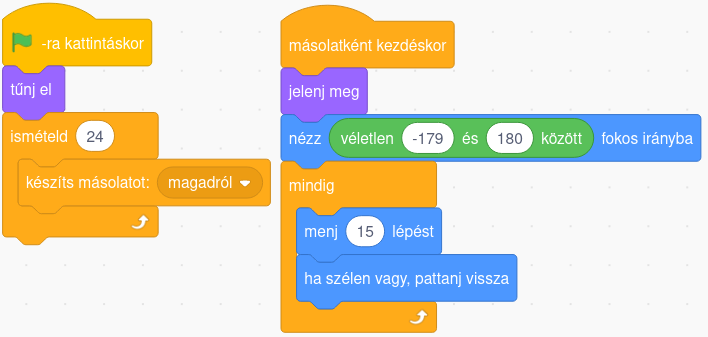 -ra kattintáskor
tűnj el
ismételd 24
készíts másolatot: magadról
másolatként kezdéskor
jelenj meg
nézz véletlen -179 és 180 között fokos irányba
mindig
menj 15 lépést
ha szélen vagy, pattanj vissza